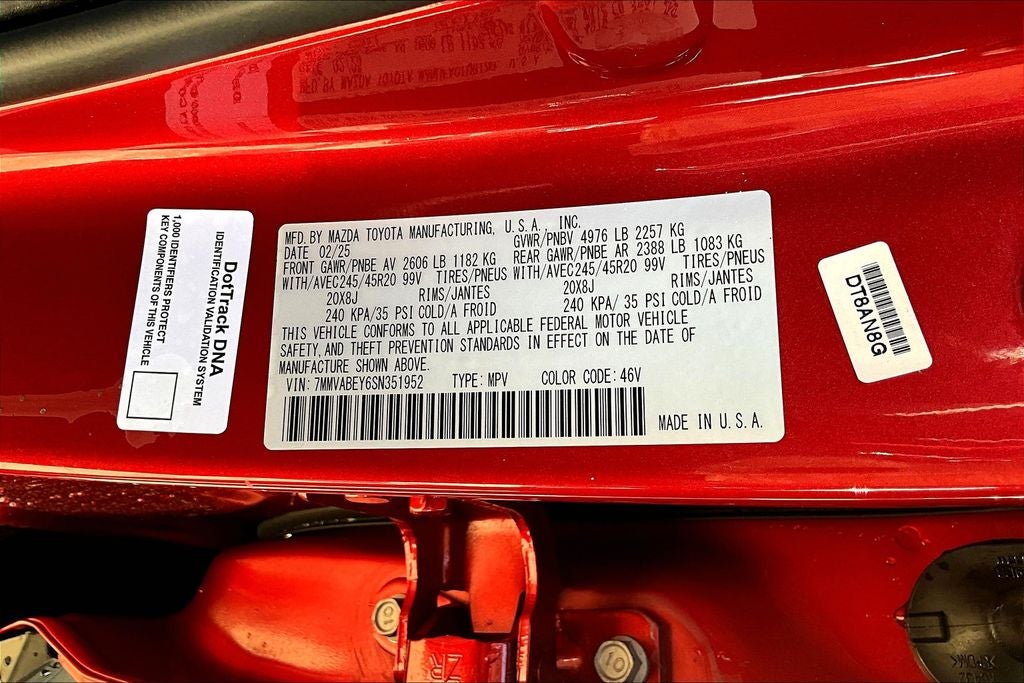 DotTrack DNA
IDENTIFICATION VALIDATION SYSTEM
1,000 IDENTIFIERS PROTECT
KEY COMPONENTS OF THIS VEHICLE
MFD. BY MAZDA TOYOTA MANUFACTURING, U.S.A., INC.
DATE 02/25 GVWR/PNBV 4976 LB 2257 KG
FRONT GAWR/PNBE AV 2606 LB 1182 KG REAR GAWR/PNBE AR 2388 LB 1083 KG
WITH/AVEC245/45R20 99V TIRES/PNEUS WITH/AVEC245/45R20 99V TIRES/PNEUS
20X8J RIMS/JANTES 20X8J RIMS/JANTES
240 KPA/35 PSI COLD/A FROID 240 KPA/ 35 PSI COLD/A FROID
THIS VEHICLE CONFORMS TO ALL APPLICABLE FEDERAL MOTOR VEHICLE
SAFETY, AND THEFT PREVENTION STANDARDS IN EFFECT ON THE DATE OF
MANUFACTURE SHOWN ABOVE.
VIN: 7MMVABEY6SN351952 TYPE: MPV COLOR CODE: 46V
MADE IN U.S.A.
DT8AN8G
10
ZR
10